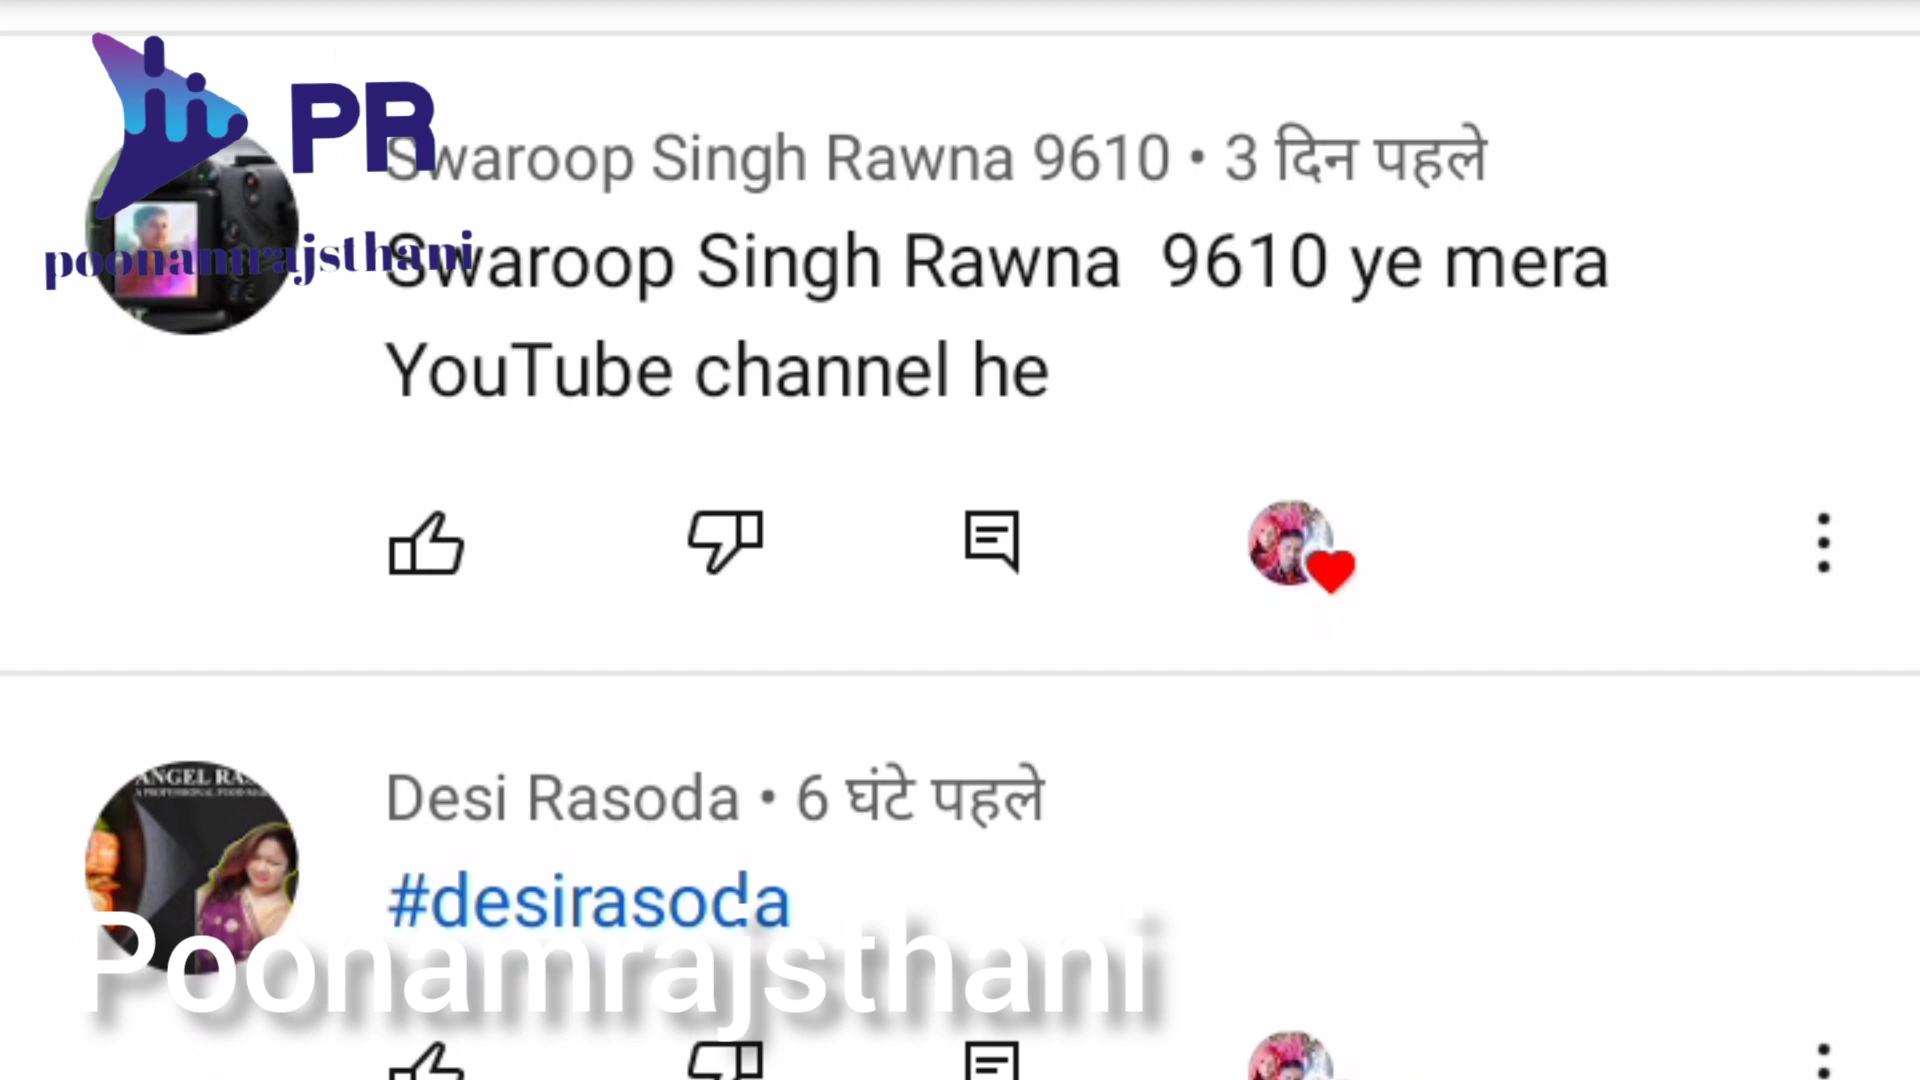 PR
poonamrajsthani
Swaroop Singh Rawna 9610 • 3 दिन पहले
Swaroop Singh Rawna 9610 ye mera
YouTube channel he
ANGEL
Desi Rasoda • 6 घंटे पहले
#desirasoda
Poonamrajsthani